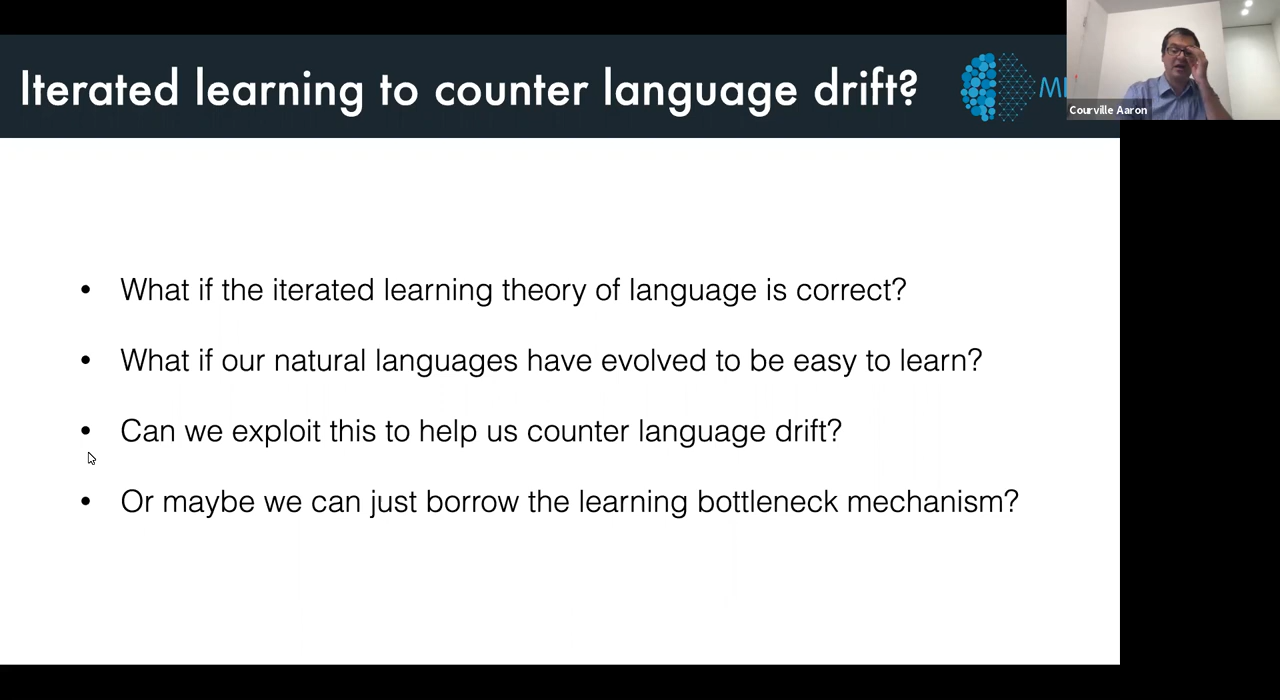 Iterated learning to counter language drift?
Courville Aaron
• What if the iterated learning theory of language is correct?
• What if our natural languages have evolved to be easy to learn?
• Can we exploit this to help us counter language drift?
• Or maybe we can just borrow the learning bottleneck mechanism?